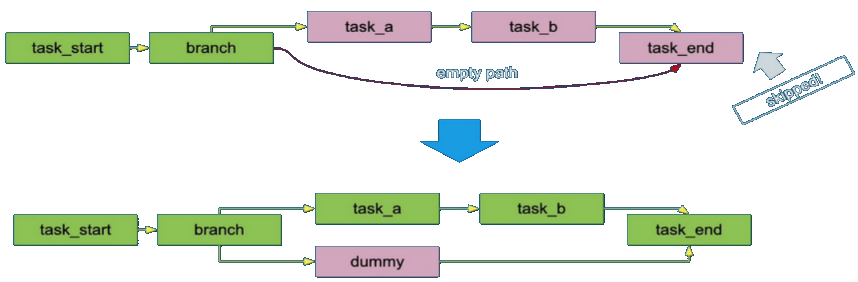 task_a
task_b
task_start
branch
task_end
empty path
skipped!
task_a
task_b
task_start
branch
task_end
dummy